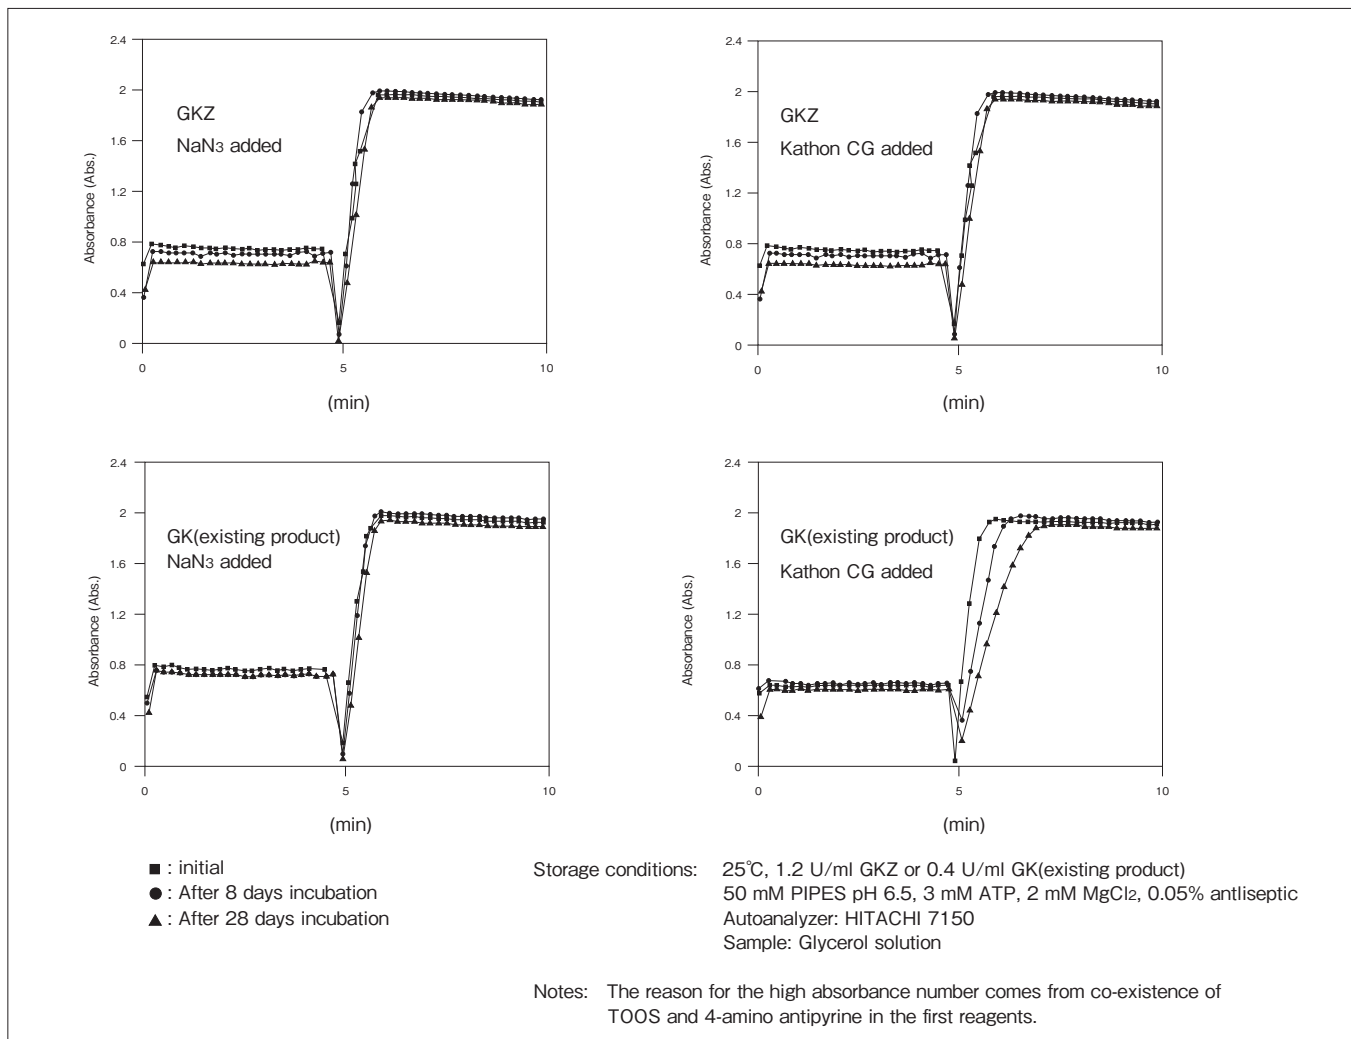 2.4
2
1.6
1.2
0.8
0.4
0
Absorbance (Abs.)
GKZ
NaN3 added
0 5 10
(min)
2.4
2
1.6
1.2
0.8
0.4
0
Absorbance (Abs.)
GKZ
Kathon CG added
0 5 10
(min)
2.4
2
1.6
1.2
0.8
0.4
0
Absorbance (Abs.)
GK(existing product)
NaN3 added
0 5 10
(min)
2.4
2
1.6
1.2
0.8
0.4
0
Absorbance (Abs.)
GK(existing product)
Kathon CG added
0 5 10
(min)
■ : initial
● : After 8 days incubation
▲ : After 28 days incubation
Storage conditions: 25℃, 1.2 U/ml GKZ or 0.4 U/ml GK(existing product)
50 mM PIPES pH 6.5, 3 mM ATP, 2 mM MgCl2, 0.05% antliseptic
Autoanalyzer: HITACHI 7150
Sample: Glycerol solution
Notes: The reason for the high absorbance number comes from co-existence of
TOOS and 4-amino antipyrine in the first reagents.